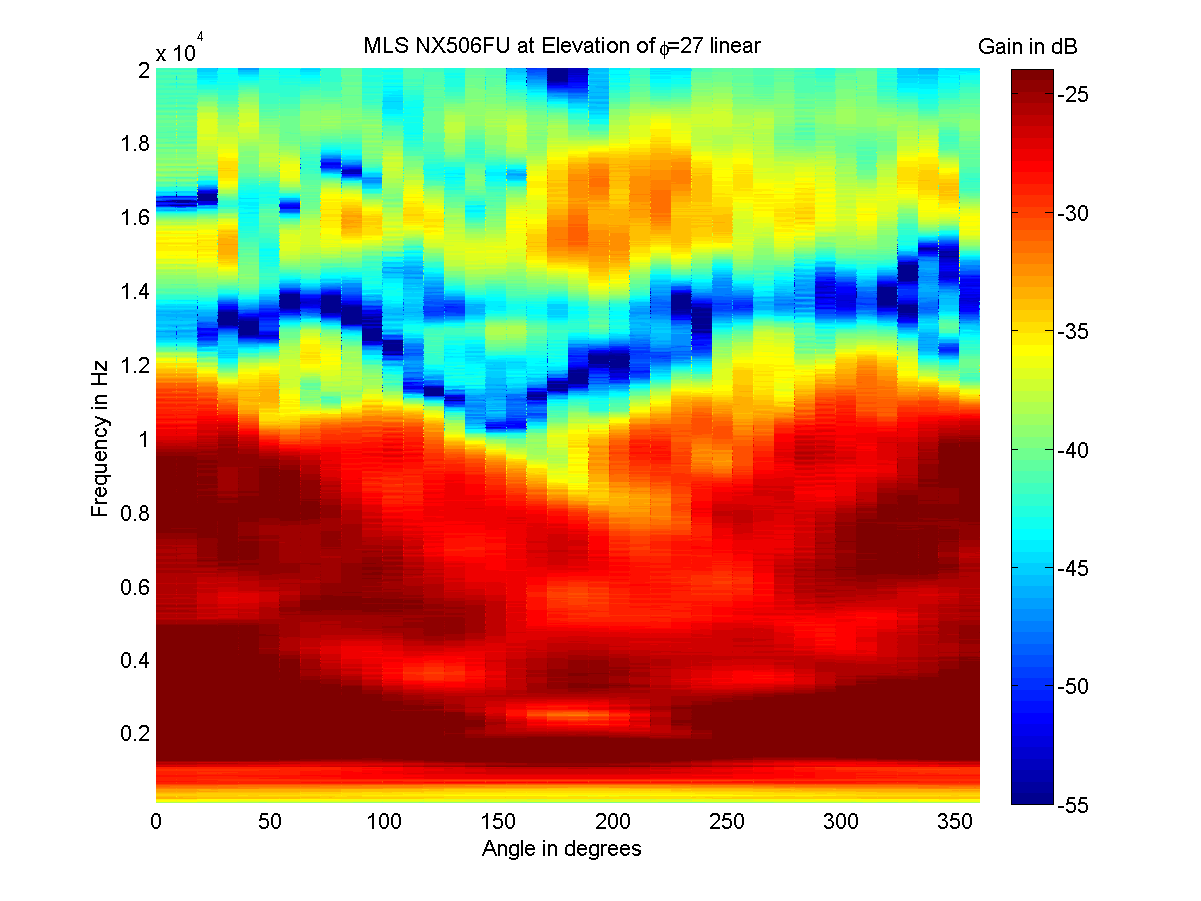 x 10⁴
MLS NX506FU at Elevation of ϕ=27 linear
Gain in dB
2
1.8
1.6
1.4
1.2
1
0.8
0.6
0.4
0.2
Frequency in Hz
0 50 100 150 200 250 300 350
Angle in degrees
-25
-30
-35
-40
-45
-50
-55